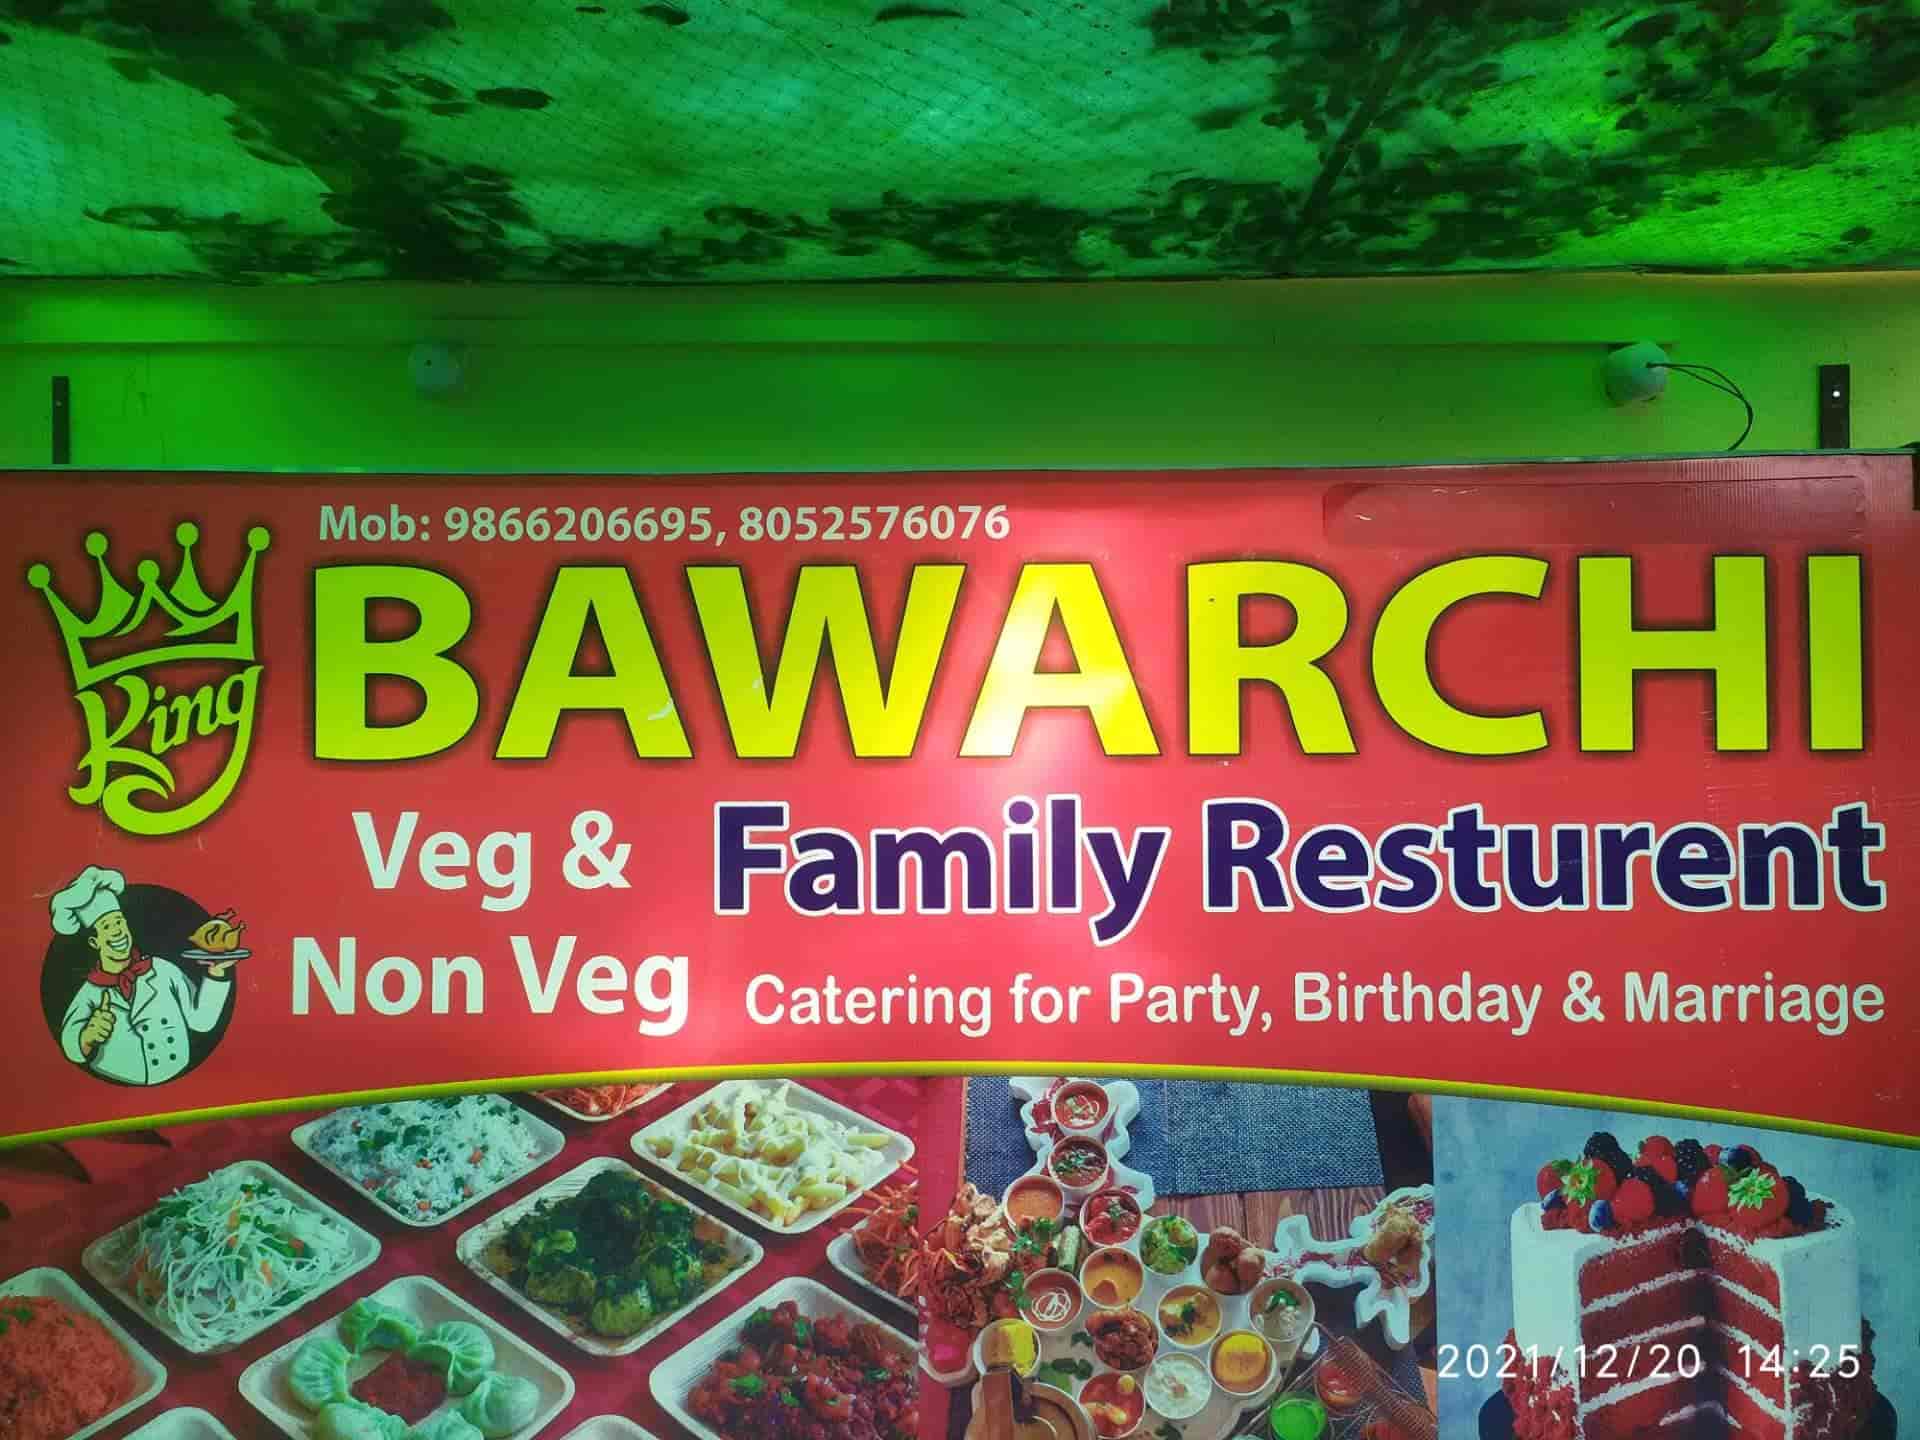 Mob: 9866206695, 8052576076
King BAWARCHI
Veg &
Non Veg
Family Resturent
Catering for Party, Birthday & Marriage
2021/12/20 14:25